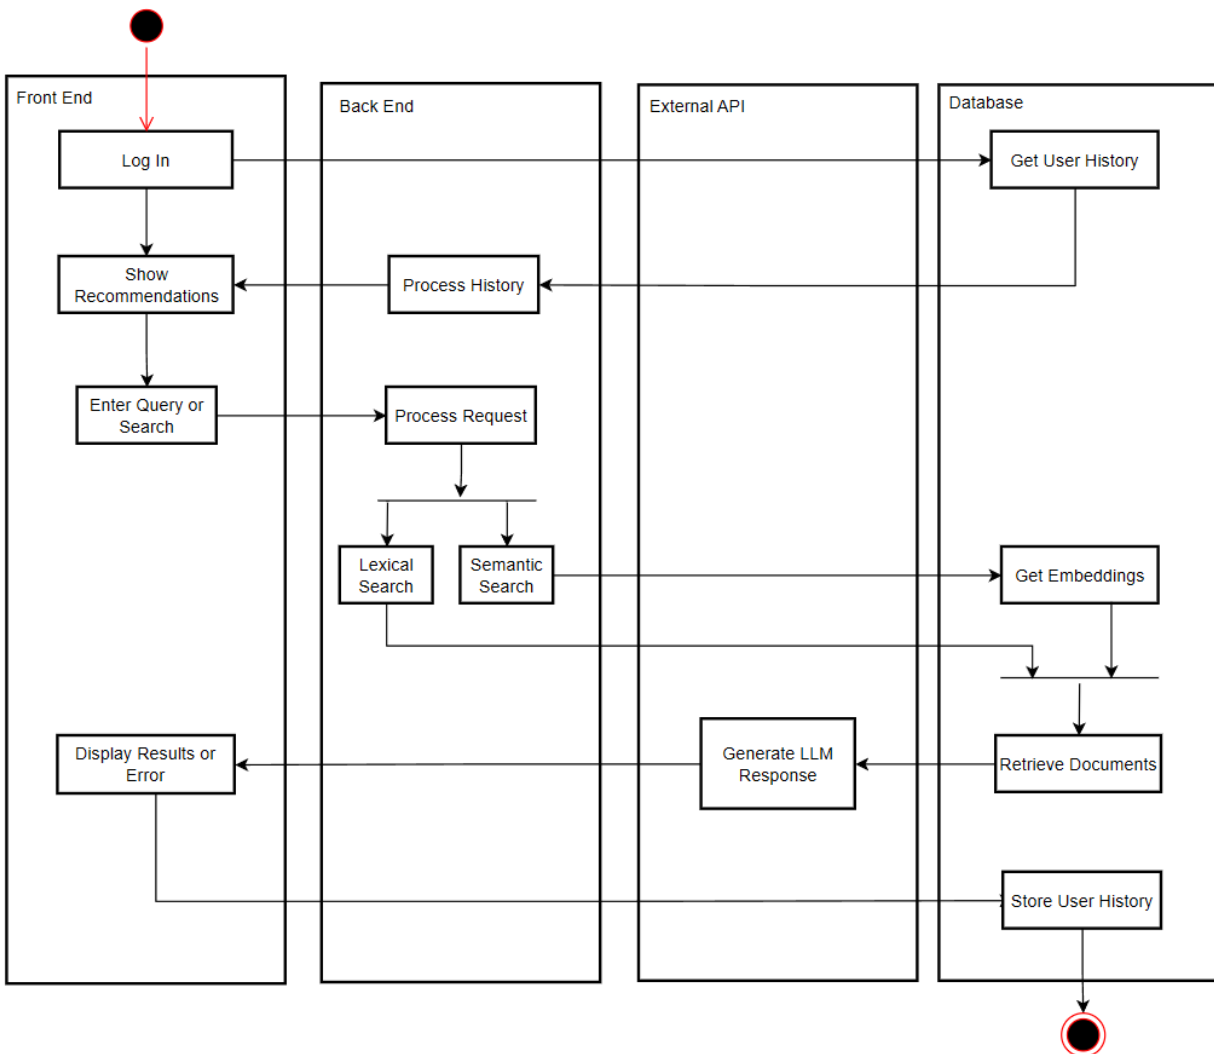 Front End
Back End
External API
Database
Log In
Get User History
Show
Recommendations
Process History
Enter Query or
Search
Process Request
Lexical
Search
Semantic
Search
Get Embeddings
Display Results or
Error
Generate LLM
Response
Retrieve Documents
Store User History